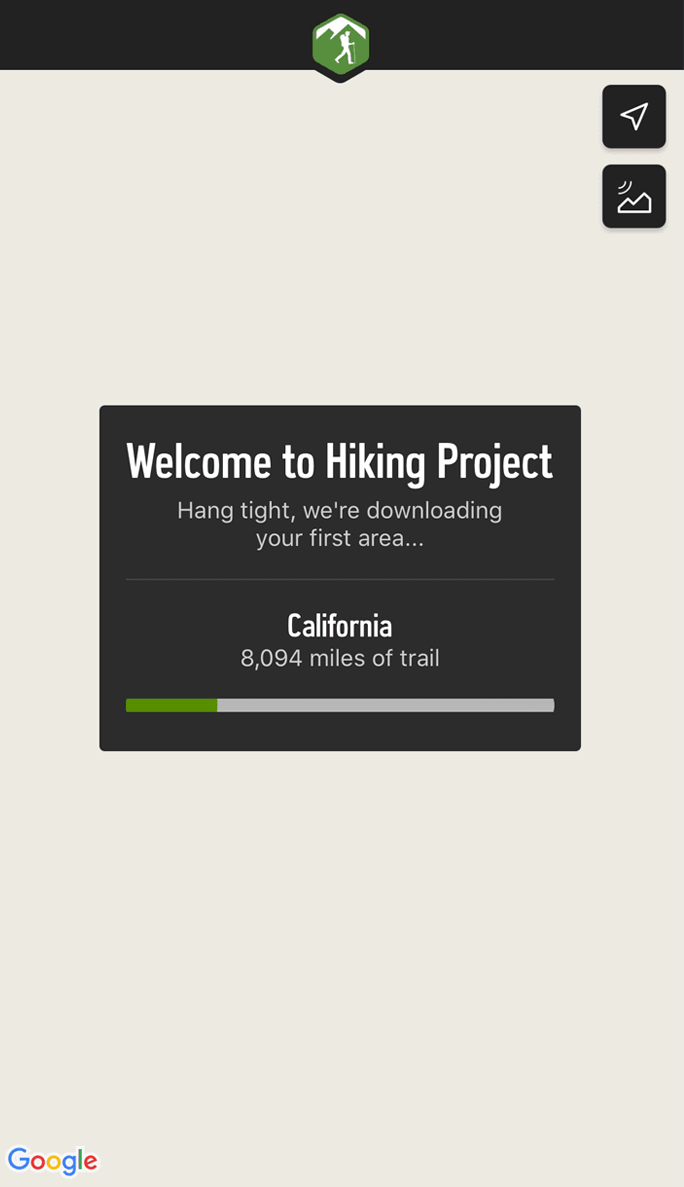 Welcome to Hiking Project
Hang tight, we're downloading
your first area...
California
8,094 miles of trail
Google